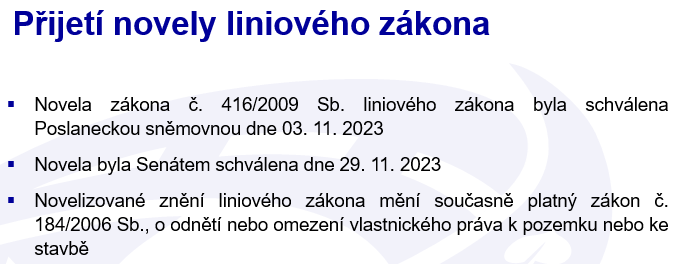 Přijetí novely liniového zákona
▪ Novela zákona č. 416/2009 Sb. liniového zákona byla schválena
Poslaneckou sněmovnou dne 03. 11. 2023
▪ Novela byla Senátem schválena dne 29. 11. 2023
▪ Novelizované znění liniového zákona mění současně platný zákon č.
184/2006 Sb., o odnětí nebo omezení vlastnického práva k pozemku nebo ke
stavbě